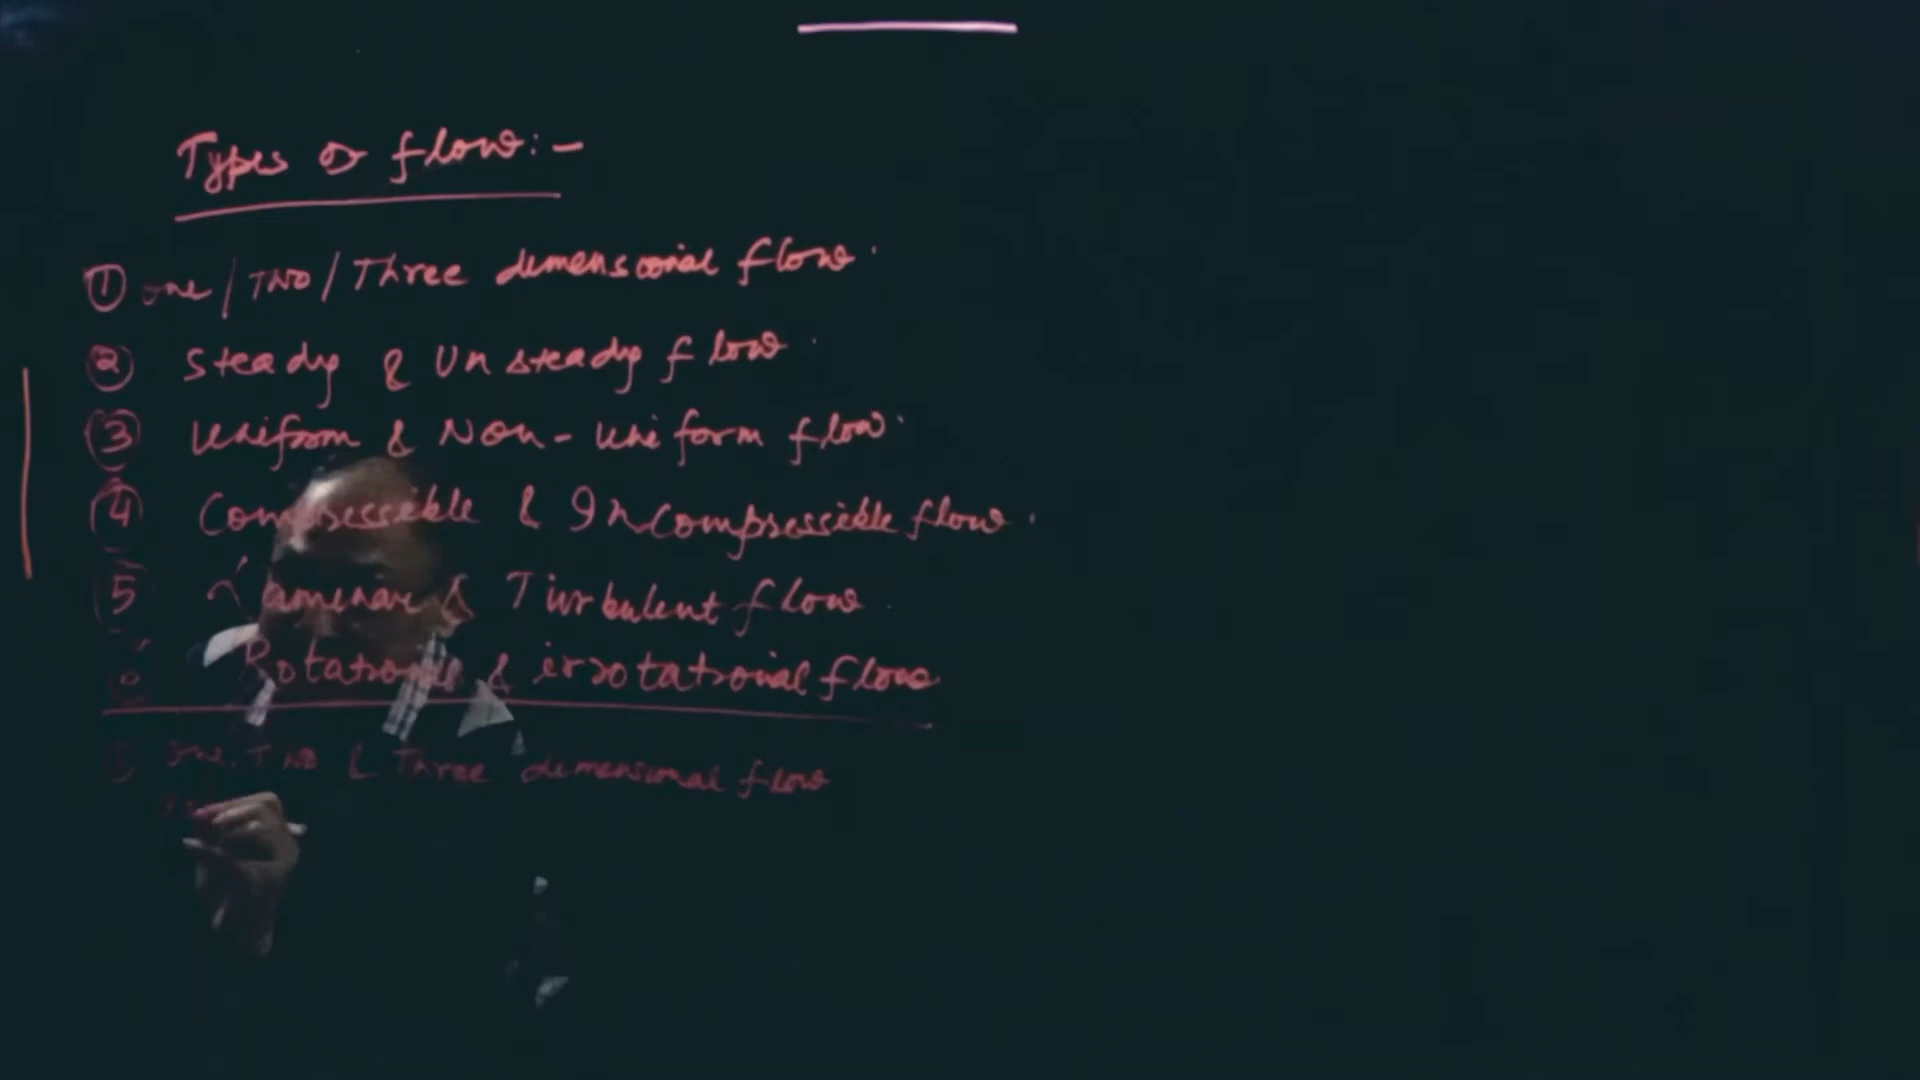 Types of flow:-
① one/Two/Three dimensional flow.
② Steady & Unsteady flow.
③ Uniform & Non-uniform flow.
④ Compressible & Incompressible flow.
⑤ Laminar & Turbulent flow.
Rotational & irrotational flow
① One, Two & Three dimensional flow